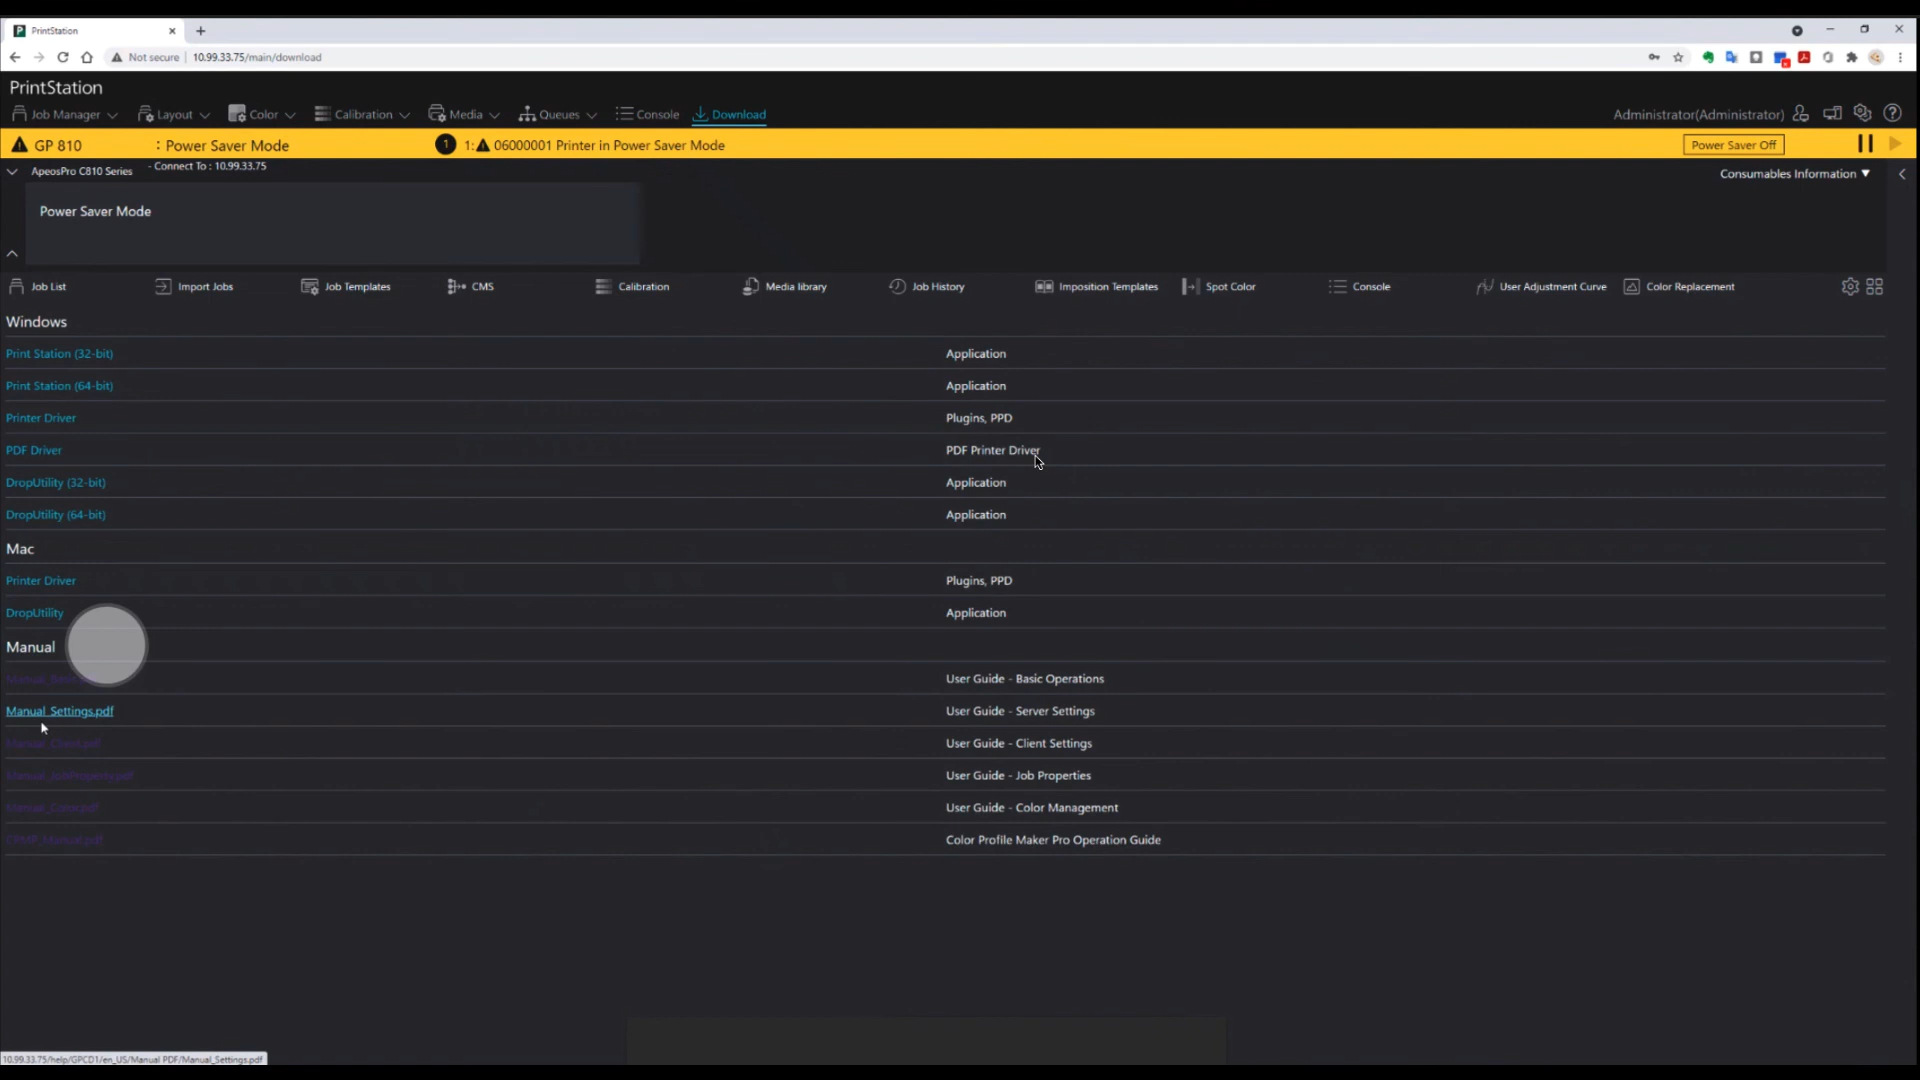 PrintStation
Not secure 10.99.33.75/main/download
PrintStation
Job Manager Layout Color Calibration Media Queues Console Download Administrator(Administrator)
GP 810 : Power Saver Mode 1 1: 06000001 Printer in Power Saver Mode Power Saver Off
ApeosPro C810 Series - Connect To : 10.99.33.75 Consumables Information
Power Saver Mode
Job List Import Jobs Job Templates CMS Calibration Media library Job History Imposition Templates Spot Color Console User Adjustment Curve Color Replacement
Windows
Print Station (32-bit) Application
Print Station (64-bit) Application
Printer Driver Plugins, PPD
PDF Driver PDF Printer Driver
DropUtility (32-bit) Application
DropUtility (64-bit) Application
Mac
Printer Driver Plugins, PPD
DropUtility Application
Manual
User Guide - Basic Operations
Manual_Settings.pdf User Guide - Server Settings
Manual_Client.pdf User Guide - Client Settings
Manual_JobProperty.pdf User Guide - Job Properties
User Guide - Color Management
CPMP_Manual.pdf Color Profile Maker Pro Operation Guide
10.99.33.75/help/GPCD1/en_US/Manual PDF/Manual_Settings.pdf